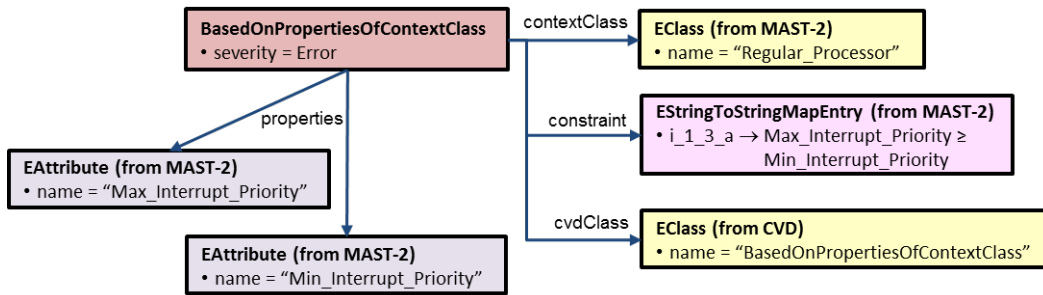 BasedOnPropertiesOfContextClass
• severity = Error
contextClass
EClass (from MAST-2)
• name = “Regular_Processor”
properties
constraint
EStringToStringMapEntry (from MAST-2)
• i_1_3_a → Max_Interrupt_Priority ≥
Min_Interrupt_Priority
EAttribute (from MAST-2)
• name = “Max_Interrupt_Priority”
cvdClass
EClass (from CVD)
• name = “BasedOnPropertiesOfContextClass”
EAttribute (from MAST-2)
• name = “Min_Interrupt_Priority”